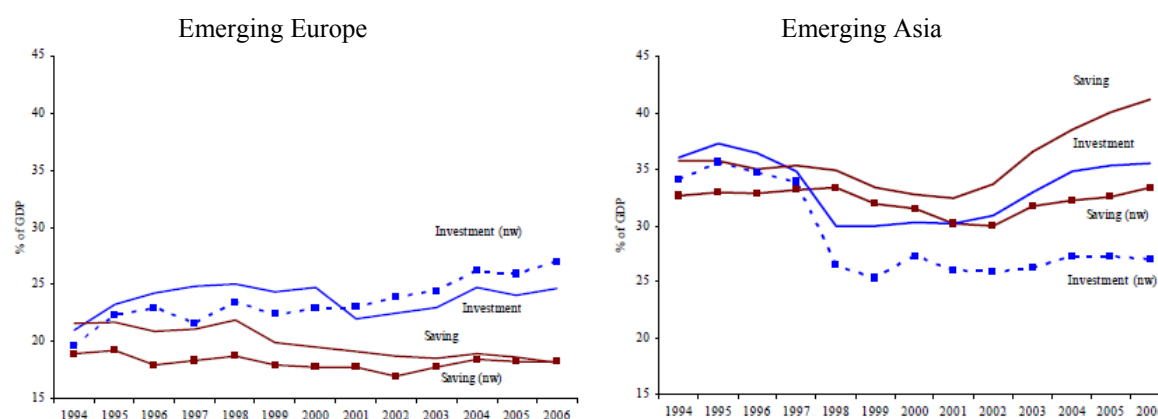 Emerging Europe
45
40
35
30
25
20
15
% of GDP
Investment (nw)
Investment
Saving
Saving (nw)
1994 1995 1996 1997 1998 1999 2000 2001 2002 2003 2004 2005 2006
Emerging Asia
45
40
35
30
25
20
15
% of GDP
Saving
Investment
Saving (nw)
Investment (nw)
1994 1995 1996 1997 1998 1999 2000 2001 2002 2003 2004 2005 200